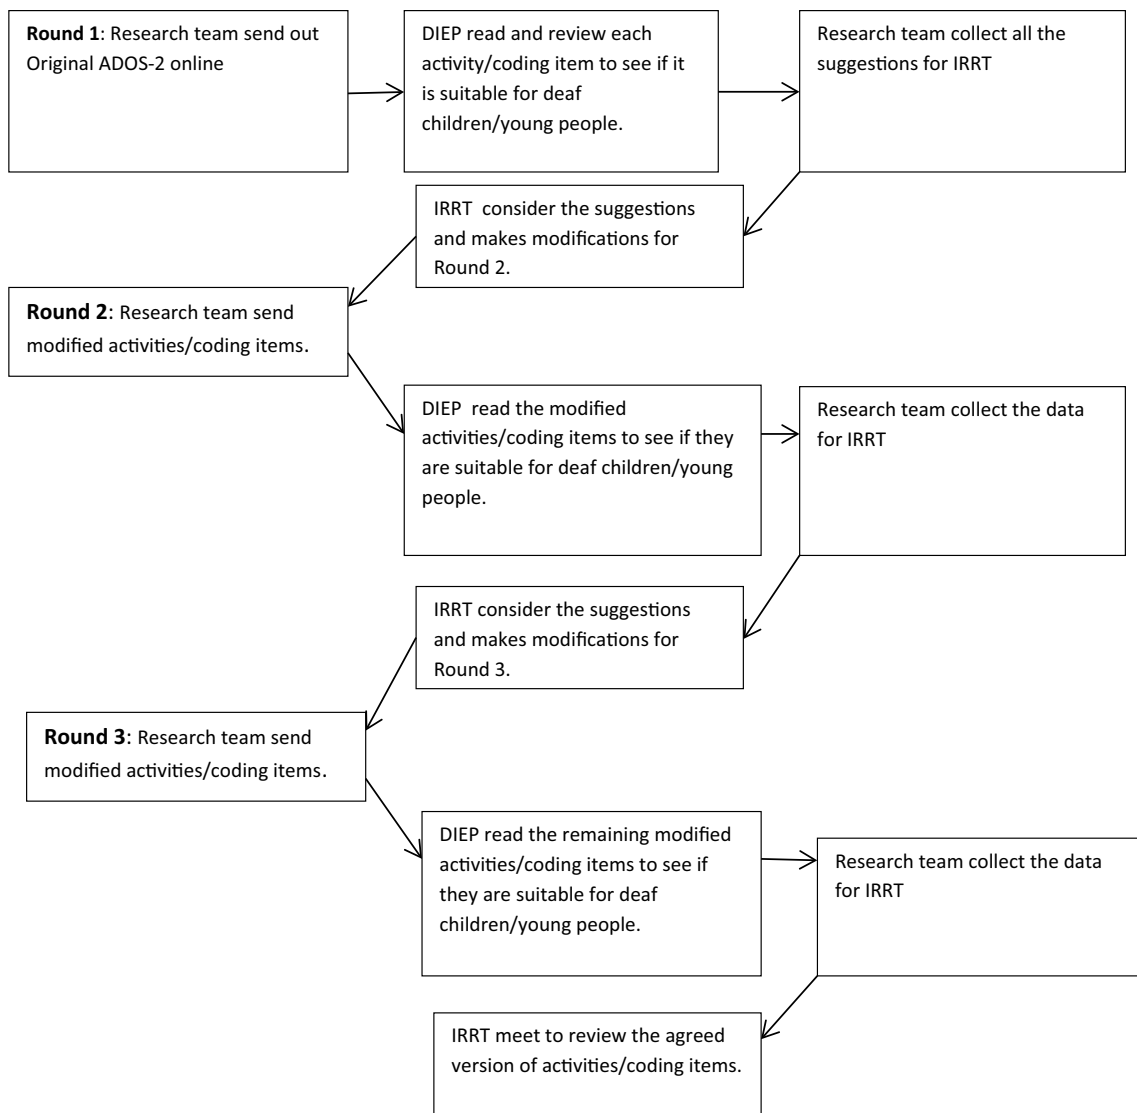 Round 1: Research team send out
Original ADOS-2 online
DIEP read and review each
activity/coding item to see if it
is suitable for deaf
children/young people.
Research team collect all the
suggestions for IRRT
IRRT consider the suggestions
and makes modifications for
Round 2.
Round 2: Research team send
modified activities/coding items.
DIEP read the modified
activities/coding items to see if they
are suitable for deaf children/young
people.
Research team collect the data
for IRRT
IRRT consider the suggestions
and makes modifications for
Round 3.
Round 3: Research team send
modified activities/coding items.
DIEP read the remaining modified
activities/coding items to see if
they are suitable for deaf
children/young people.
Research team collect the data
for IRRT
IRRT meet to review the agreed
version of activities/coding items.